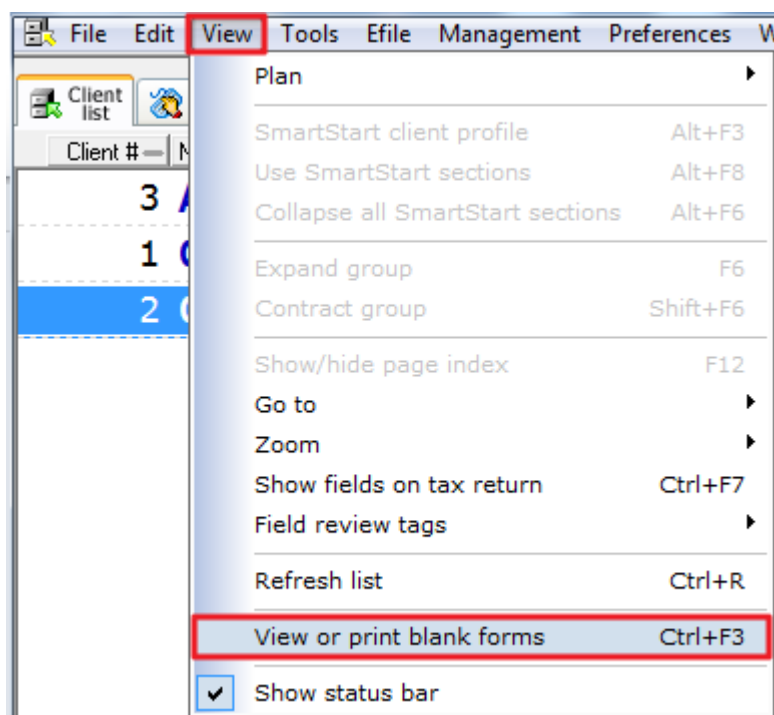 File Edit View Tools Efile Management Preferences
Client list
Client #
3
1
2
Plan
SmartStart client profile Alt+F3
Use SmartStart sections Alt+F8
Collapse all SmartStart sections Alt+F6
Expand group F6
Contract group Shift+F6
Show/hide page index F12
Go to
Zoom
Show fields on tax return Ctrl+F7
Field review tags
Refresh list Ctrl+R
View or print blank forms Ctrl+F3
Show status bar